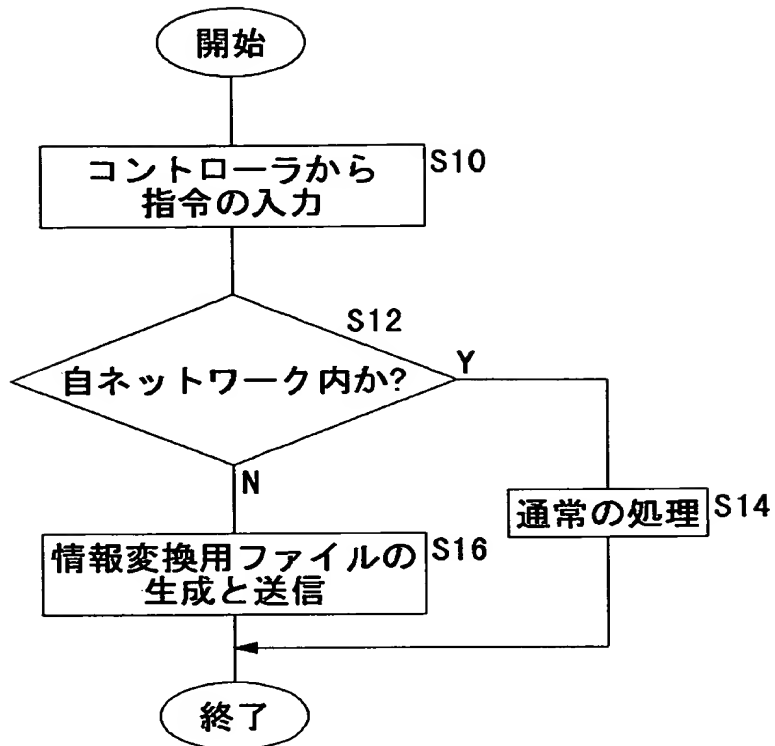 開始
コントローラから
指令の入力
S10
S12
自ネットワーク内か?
Y
N
通常の処理
S14
情報変換用ファイルの
生成と送信
S16
終了